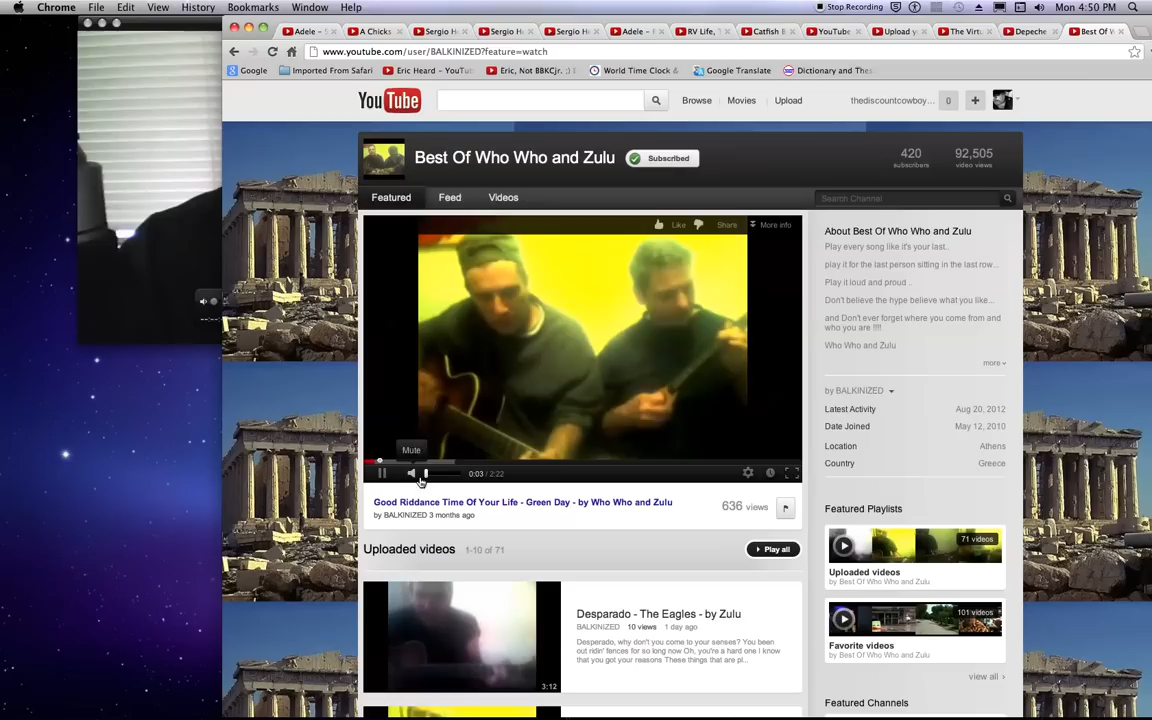 Chrome File Edit View History Bookmarks Window Help
Stop Recording
Mon 4:50 PM
Adele - A Chicks Sergio H Sergio H Sergio H Adele - RV Life, Catfish B YouTube Upload y The Virtu Depeche Best Of
www.youtube.com/user/BALKINIZED?feature=watch
Google Imported From Safari Eric Heard - YouTu Eric, Not BBKCjr. ;) World Time Clock & Google Translate Dictionary and Thes
YouTube
Browse Movies Upload
thediscountcowboy... 0 +
Best Of Who Who and Zulu
Subscribed
420
subscribers
92,505
video views
Featured Feed Videos
Search Channel
Like Share More info
Mute
0:03 / 2:22
Good Riddance Time Of Your Life - Green Day - by Who Who and Zulu
by BALKINIZED 3 months ago
636 views
Uploaded videos 1-10 of 71
Play all
3:12
Desparado - The Eagles - by Zulu
BALKINIZED 10 views 1 day ago
Desperado, why don't you come to your senses? You been
out ridin' fences for so long now Oh, you're a hard one I know
that you got your reasons These things that are pl..
About Best Of Who Who and Zulu
Play every song like it's your last..
play it for the last person sitting in the last row...
Play it loud and proud ..
Don't believe the hype believe what you like...
and Don't ever forget where you come from and
who you are !!!!
Who Who and Zulu
more
by BALKINIZED
Latest Activity Aug 20, 2012
Date Joined May 12, 2010
Location Athens
Country Greece
Featured Playlists
71 videos
Uploaded videos
by Best Of Who Who and Zulu
101 videos
Favorite videos
by Best Of Who Who and Zulu
view all
Featured Channels